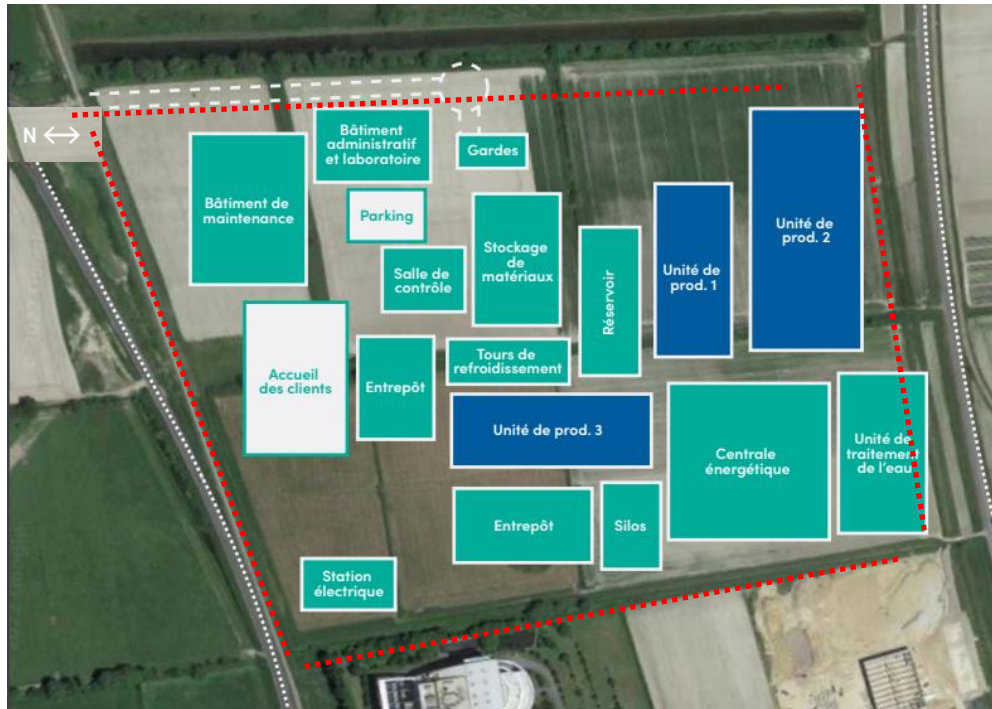 N ↔
Bâtiment
administratif
et laboratoire
Gardes
Bâtiment de
maintenance
Parking
Stockage
de
matériaux
Salle de
contrôle
Réservoir
Unité de
prod. 1
Unité de
prod. 2
Accueil
des clients
Entrepôt
Tours de
refroidissement
Unité de prod. 3
Centrale
énergétique
Unité de
traitement
de l'eau
Entrepôt
Silos
Station
électrique